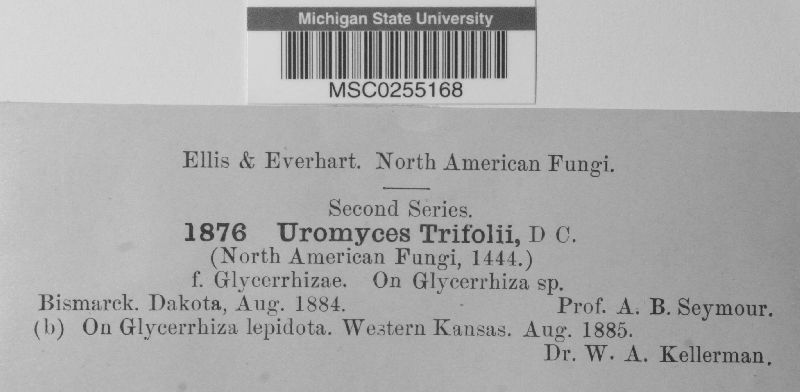 Michigan State University
MSC0255168
Ellis & Everhart. North American Fungi.
Second Series.
1876 Uromyces Trifolii, D C.
(North American Fungi, 1444.)
f. Glycerrhizae. On Glycerrhiza sp.
Bismarck. Dakota, Aug. 1884. Prof. A. B. Seymour.
(b) On Glycerrhiza lepidota. Western Kansas. Aug. 1885.
Dr. W. A. Kellerman.